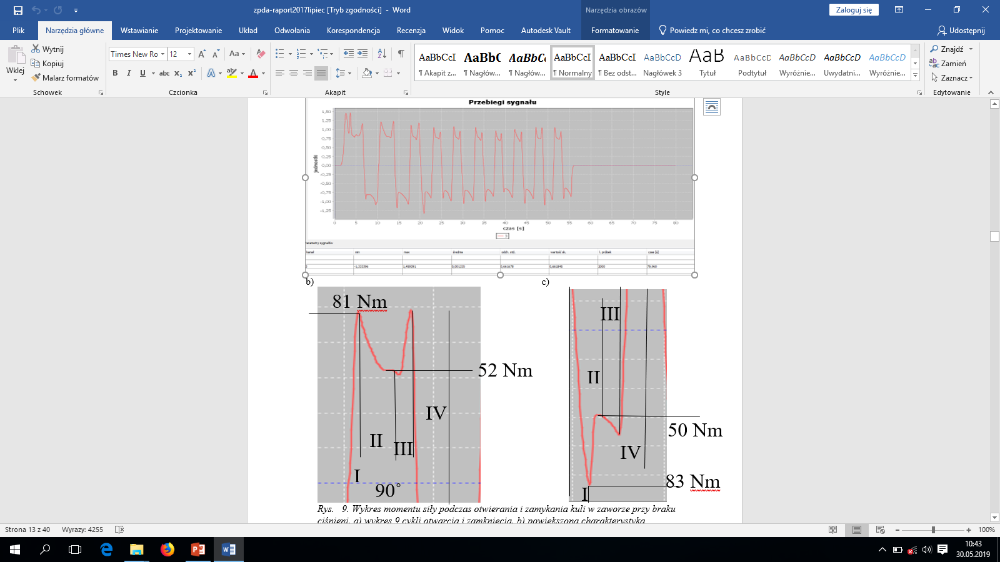 zpda-raport2017lipiec [Tryb zgodności] - Word
Narzędzia obrazów
Zaloguj się
Plik Narzędzia główne Wstawianie Projektowanie Układ Odwołania Korespondencja Recenzja Widok Pomoc Autodesk Vault Formatowanie Powiedz mi, co chcesz zrobić Udostępnij
Wklej
Wytnij
Kopiuj
Malarz formatów
Schowek
Times New Ro 12
Czcionka
Akapit
AaBbCcI AaBbC AaBbCc AaBbCcI AaBbCcI AaBbCcD AaB AaBbCcD AaBbCcD AaBbCcD AaBbCcD
¶ Akapit z... ¶ Nagłów... ¶ Nagłów... ¶ Normalny ¶ Bez odst... Nagłówek 3 Tytuł Podtytuł Wyróżnie... Uwydatni... Wyróżnie...
Style
Znajdź
Zamień
Zaznacz
Edytowanie
Przebiegi sygnału
1,50
1,25
1,00
0,75
0,50
0,25
0,00
-0,25
-0,50
-0,75
-1,00
-1,25
jednostki
0 5 10 15 20 25 30 35 40 45 50 55 60 65 70 75 80
czas [s]
3
Parametry sygnałów
kanał min max średnia odch. std. wartość sk. l. próbek czas [s]
3 -1,333396 1,459391 0,001335 0,661678 0,661845 2000 79,960
b)
c)
81 Nm
52 Nm
IV
II
III
I
90°
III
II
50 Nm
IV
83 Nm
I
Rys. 9. Wykres momentu siły podczas otwierania i zamykania kuli w zaworze przy braku
ciśnieni, a) wykres 9 cykli otwarcia i zamknięcia, b) powiększona charakterystyka
Strona 13 z 40 Wyrazy: 4255
100%
10:43
30.05.2019